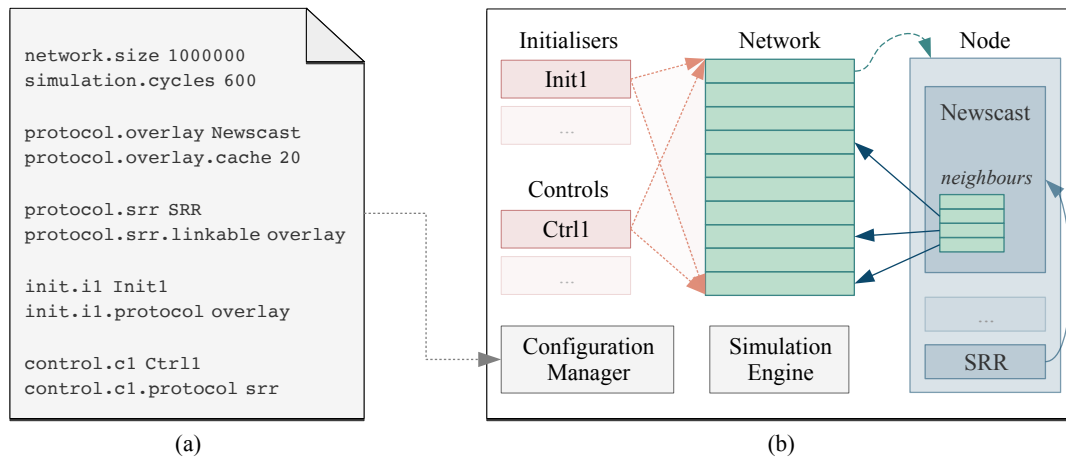 network.size 1000000
simulation.cycles 600
protocol.overlay Newscast
protocol.overlay.cache 20
protocol.srr SRR
protocol.srr.linkable overlay
init.i1 Init1
init.i1.protocol overlay
control.c1 Ctrl1
control.c1.protocol srr
(a)
Initialisers
Init1
...
Controls
Ctrl1
...
Configuration
Manager
Network
Simulation
Engine
Node
Newscast
neighbours
...
SRR
(b)